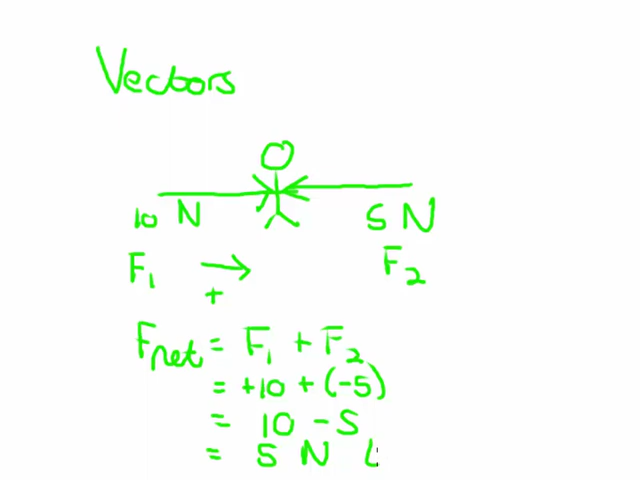 Vectors
10 N 5 N
F₁ → F₂
+
Fnet = F₁ + F₂
= +10 + (-5)
= 10 - 5
= 5 N